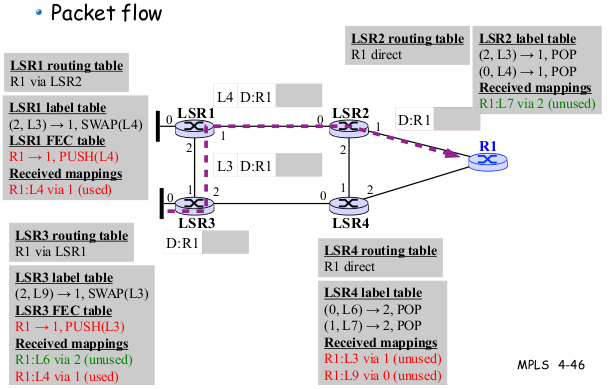 • Packet flow
LSR1 routing table
R1 via LSR2
LSR1 label table
(2, L3) → 1, SWAP(L4)
LSR1 FEC table
R1 → 1, PUSH(L4)
Received mappings
R1:L4 via 1 (used)
LSR2 routing table
R1 direct
LSR2 label table
(2, L3) → 1, POP
(0, L4) → 1, POP
Received mappings
R1:L7 via 2 (unused)
L4 D:R1
D:R1
LSR1
LSR2
0
1
2
0
1
2
R1
L3 D:R1
0
2
1
LSR3
0
1
2
LSR4
D:R1
LSR3 routing table
R1 via LSR1
LSR3 label table
(2, L9) → 1, SWAP(L3)
LSR3 FEC table
R1 → 1, PUSH(L3)
Received mappings
R1:L6 via 2 (unused)
R1:L4 via 1 (used)
LSR4 routing table
R1 direct
LSR4 label table
(0, L6) → 2, POP
(1, L7) → 2, POP
Received mappings
R1:L3 via 1 (unused)
R1:L9 via 0 (unused)
MPLS 4-46